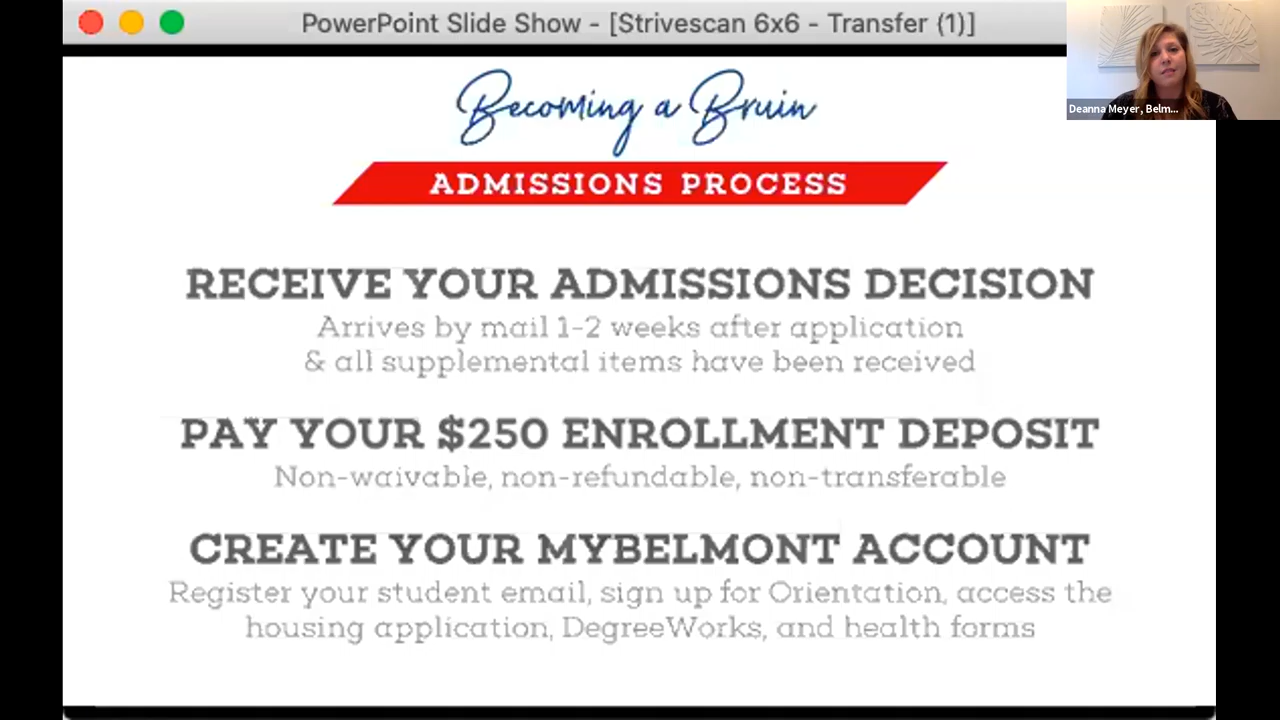 PowerPoint Slide Show - [Strivescan 6x6 - Transfer (1)]
Deanna Meyer, Belm...
Becoming a Bruin
ADMISSIONS PROCESS
RECEIVE YOUR ADMISSIONS DECISION
Arrives by mail 1-2 weeks after application
& all supplemental items have been received
PAY YOUR $250 ENROLLMENT DEPOSIT
Non-waivable, non-refundable, non-transferable
CREATE YOUR MYBELMONT ACCOUNT
Register your student email, sign up for Orientation, access the
housing application, DegreeWorks, and health forms